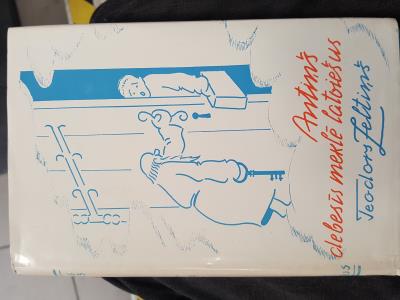 Antiņš
debesīs meklē latviešus
Teodors Zeltiņš